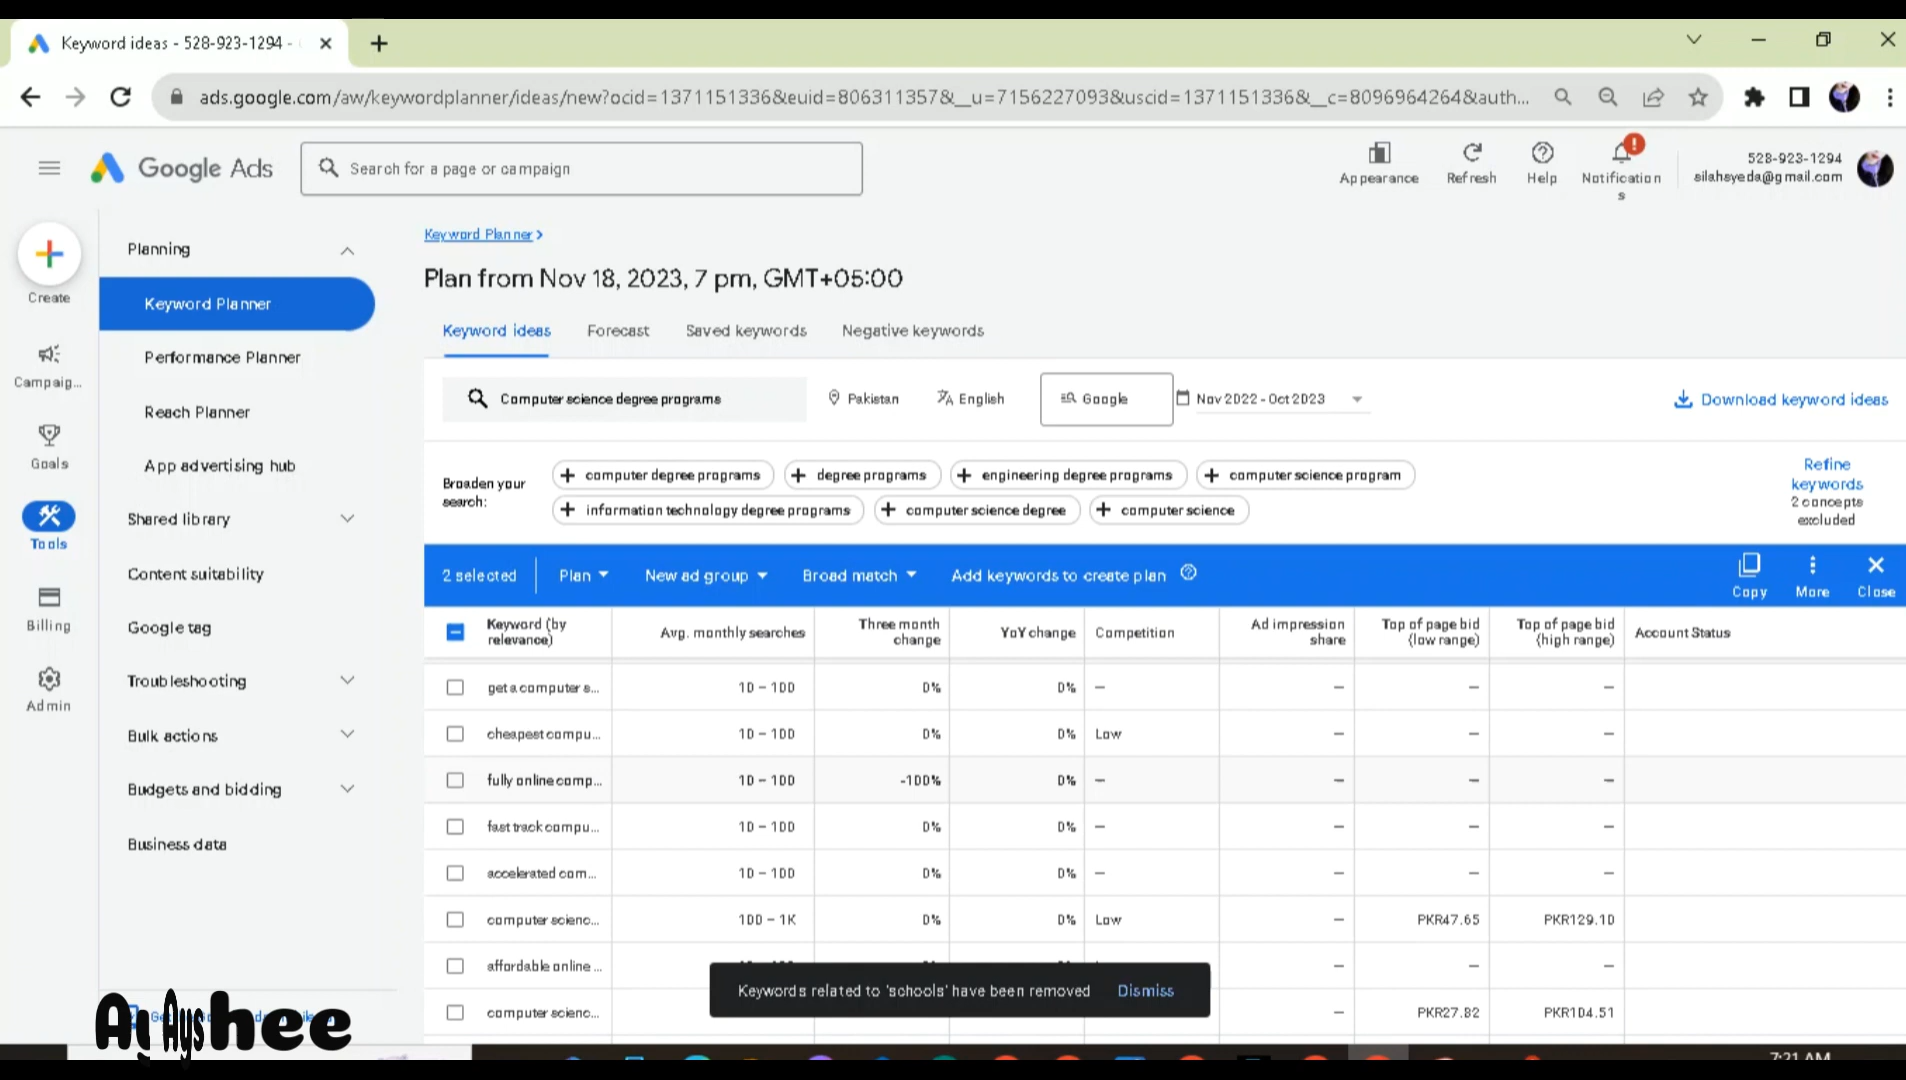 Keyword ideas - 528-923-1294 -
ads.google.com/aw/keywordplanner/ideas/new?ocid=1371151336&euid=806311357&__u=7156227093&uscid=1371151336&__c=8096964264&auth...
Google Ads
Search for a page or campaign
Appearance
Refresh
Help
Notifications
528-923-1294
silahsyeda@gmail.com
Create
Campaig...
Goals
Tools
Billing
Admin
Planning
Keyword Planner
Performance Planner
Reach Planner
App advertising hub
Shared library
Content suitability
Google tag
Troubleshooting
Bulk actions
Budgets and bidding
Business data
Keyword Planner
Plan from Nov 18, 2023, 7 pm, GMT+05:00
Keyword ideas Forecast Saved keywords Negative keywords
Computer science degree programs Pakistan English Google Nov 2022 - Oct 2023 Download keyword ideas
Broaden your search:
computer degree programs degree programs engineering degree programs computer science program
information technology degree programs computer science degree computer science
Refine keywords
2 concepts excluded
2 selected Plan New ad group Broad match Add keywords to create plan Copy More Close
Keyword (by relevance) Avg. monthly searches Three month change YoY change Competition Ad impression share Top of page bid (low range) Top of page bid (high range) Account Status
get a computer s... 10 – 100 0% 0% — — — —
cheapest compu... 10 – 100 0% 0% Low — — —
fully online comp... 10 – 100 -100% 0% — — — —
fast track compu... 10 – 100 0% 0% — — — —
accelerated com... 10 – 100 0% 0% — — — —
computer scienc... 100 – 1K 0% 0% Low — PKR47.65 PKR129.10
affordable online ... — — —
computer scienc... — PKR27.82 PKR104.51
Keywords related to 'schools' have been removed Dismiss
Ayshee
7:21 AM